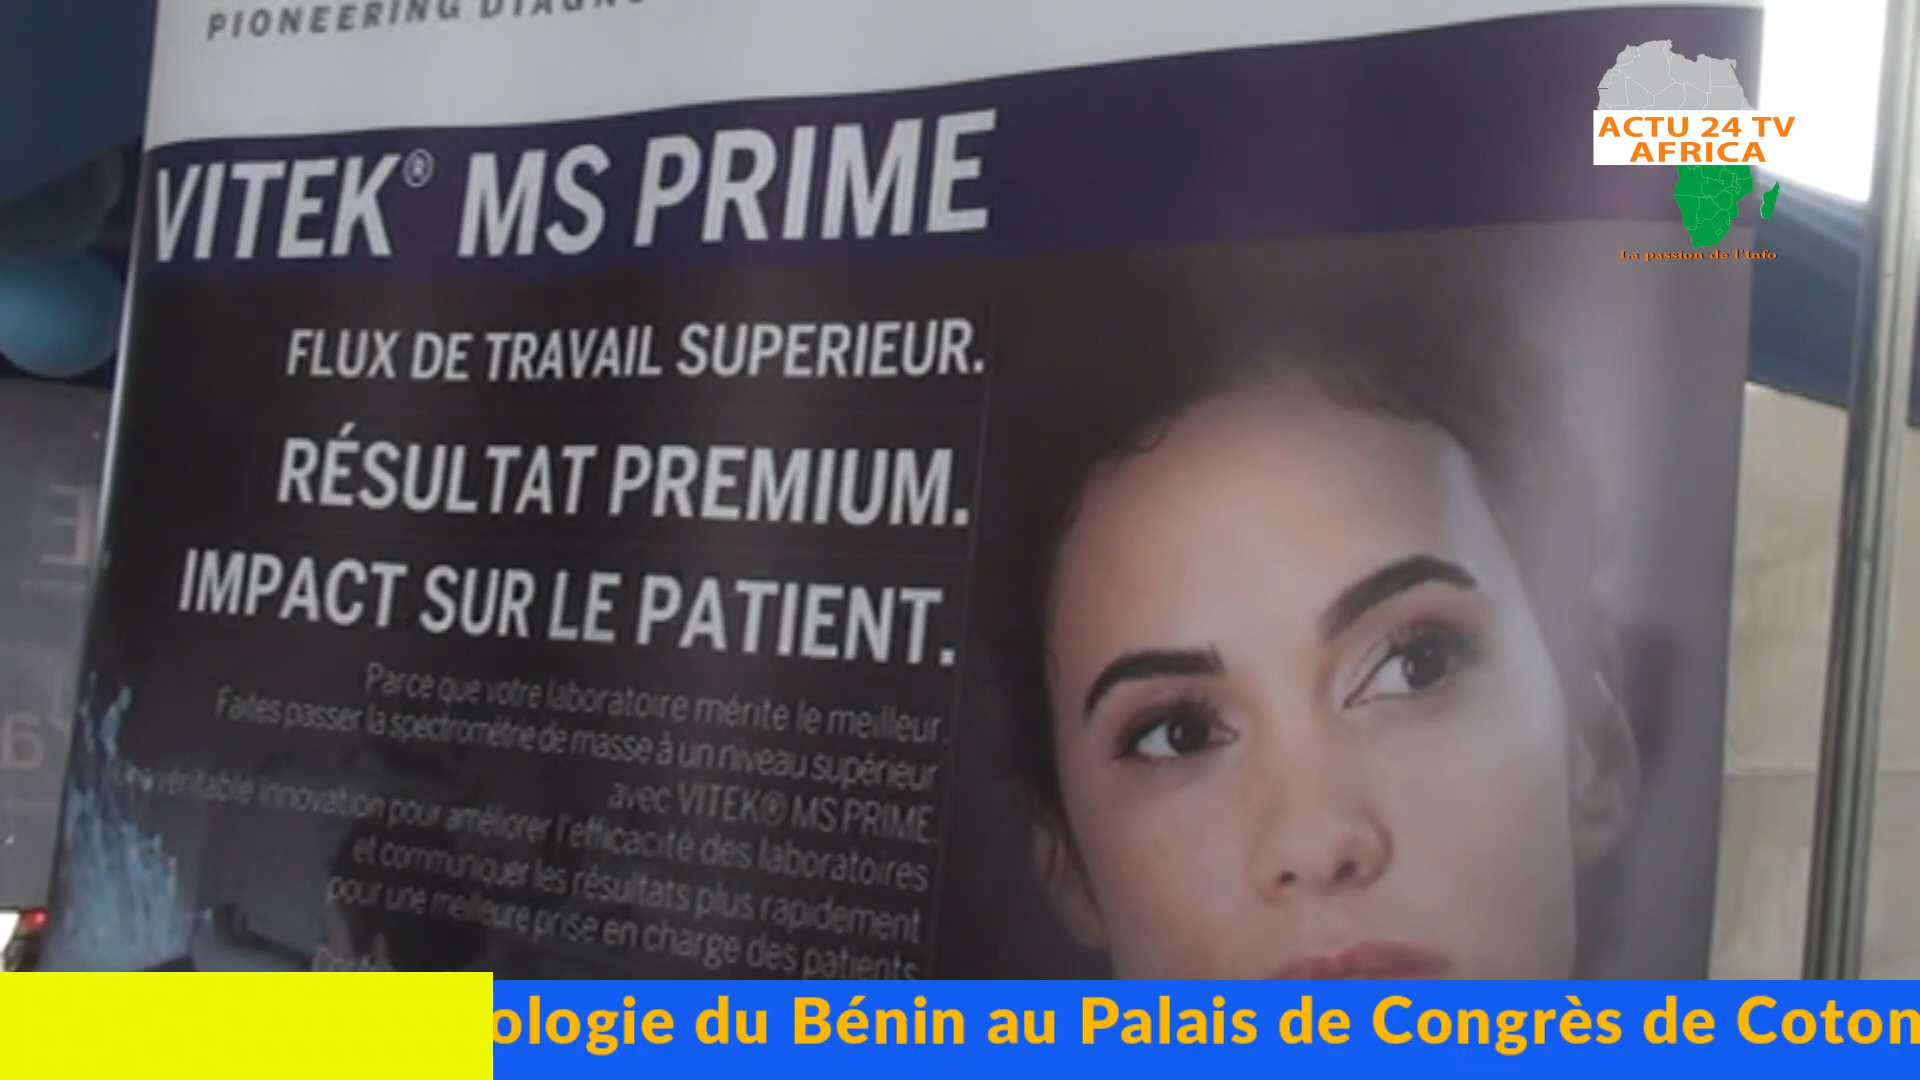 PIONEERING DIAGNO
VITEK® MS PRIME
ACTU 24 TV
AFRICA
La passion de l'Info
FLUX DE TRAVAIL SUPERIEUR.
RÉSULTAT PREMIUM.
IMPACT SUR LE PATIENT.
Parce que votre laboratoire mérite le meilleur.
Faites passer la spectrométrie de masse à un niveau supérieur
avec VITEK® MS PRIME.
véritable innovation pour améliorer l'efficacité des laboratoires
et communiquer les résultats plus rapidement
pour une meilleure prise en charge des patients
ologie du Bénin au Palais de Congrès de Coton